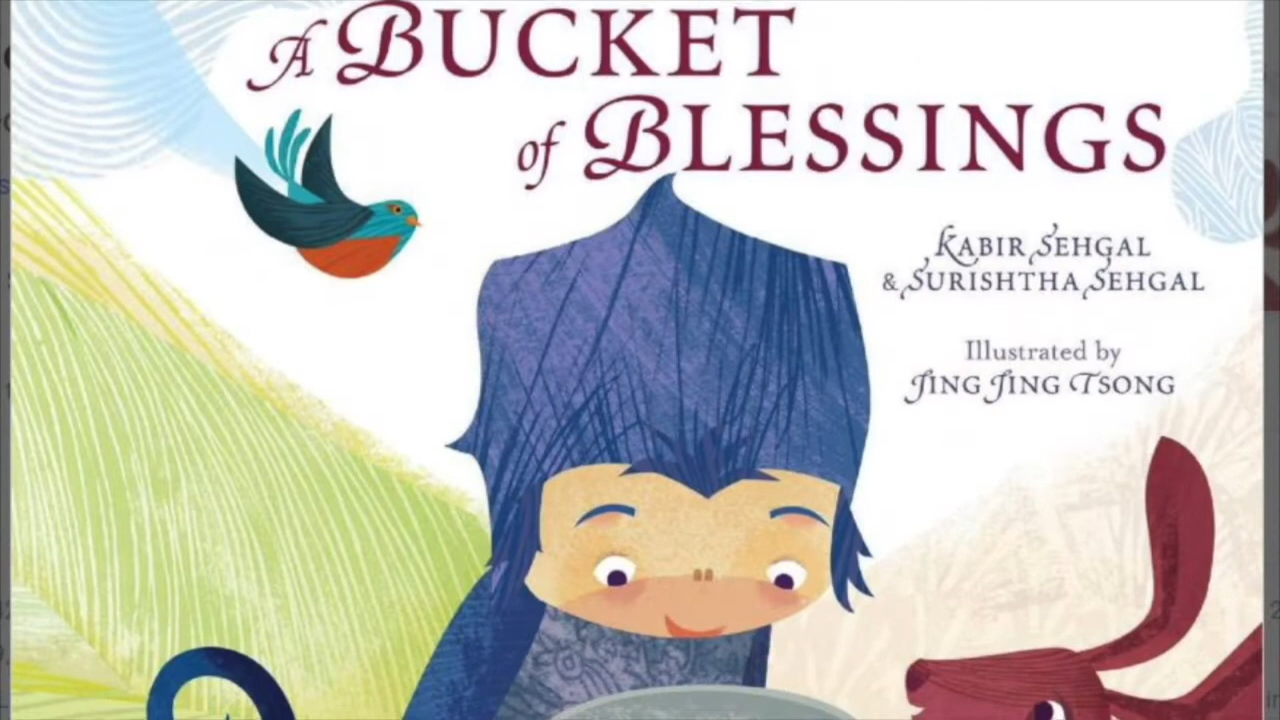 A BUCKET
of BLESSINGS
KABIR SEHGAL
& SURISHTHA SEHGAL
Illustrated by
JING JING TSONG